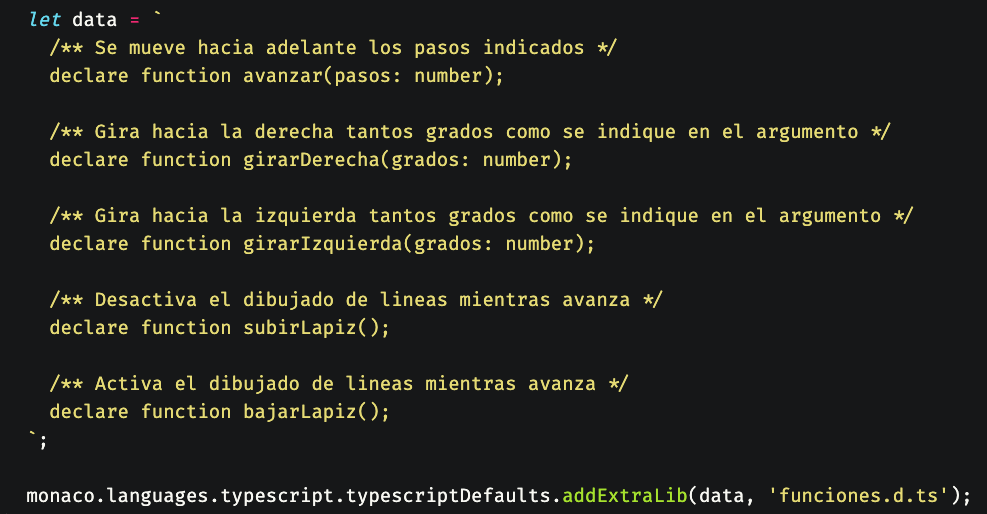 let data = `
/** Se mueve hacia adelante los pasos indicados */
declare function avanzar(pasos: number);
/** Gira hacia la derecha tantos grados como se indique en el argumento */
declare function girarDerecha(grados: number);
/** Gira hacia la izquierda tantos grados como se indique en el argumento */
declare function girarIzquierda(grados: number);
/** Desactiva el dibujado de lineas mientras avanza */
declare function subirLapiz();
/** Activa el dibujado de lineas mientras avanza */
declare function bajarLapiz();
`;
monaco.languages.typescript.typescriptDefaults.addExtraLib(data, 'funciones.d.ts');